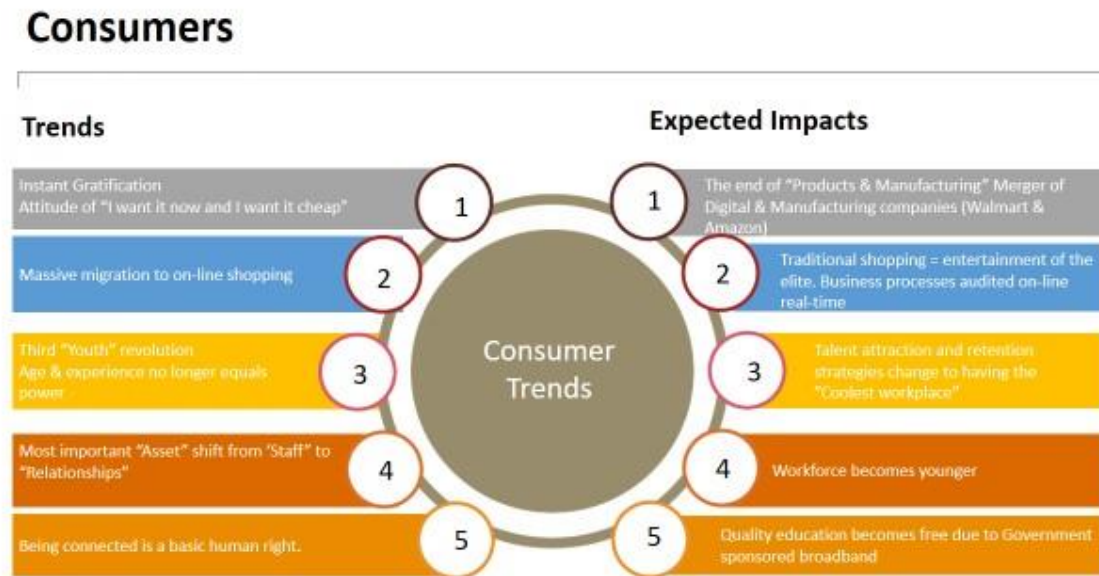 Consumers
Trends
Expected Impacts
Instant Gratification
Attitude of "I want it now and I want it cheap"
1
1
The end of "Products & Manufacturing" Merger of
Digital & Manufacturing companies (Walmart &
Amazon)
Massive migration to on-line shopping
2
2
Traditional shopping = entertainment of the
elite. Business processes audited on-line
real-time
Third "Youth" revolution
Age & experience no longer equals
power
3
Consumer
Trends
3
Talent attraction and retention
strategies change to having the
"Coolest workplace"
Most important "Asset" shift from 'Staff" to
"Relationships"
4
4
Workforce becomes younger
Being connected is a basic human right.
5
5
Quality education becomes free due to Government
sponsored broadband